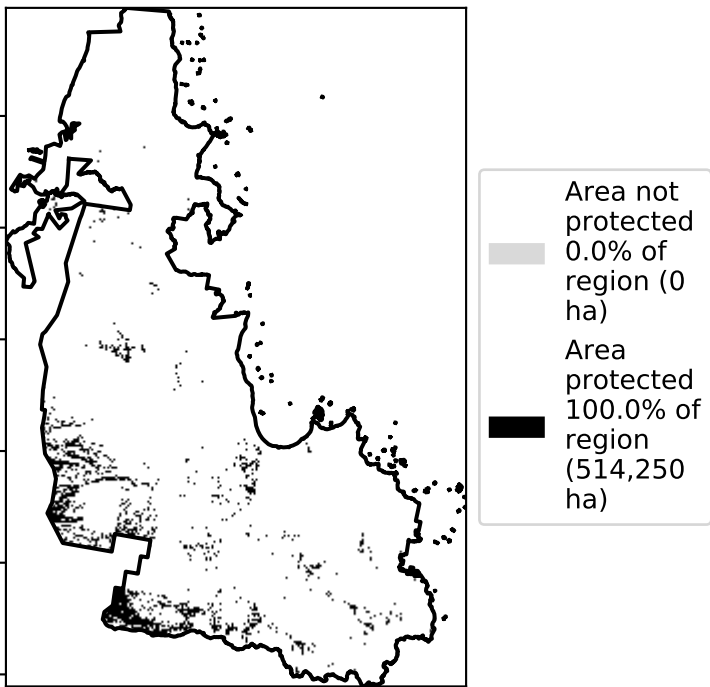 Area not
protected
0.0% of
region (0
ha)
Area
protected
100.0% of
region
(514,250
ha)